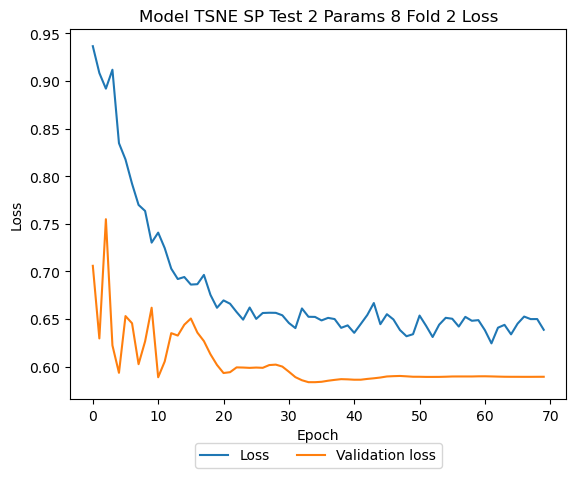 Model TSNE SP Test 2 Params 8 Fold 2 Loss
0.95
0.90
0.85
0.80
0.75
0.70
0.65
0.60
Loss
0 10 20 30 40 50 60 70
Epoch
Loss Validation loss